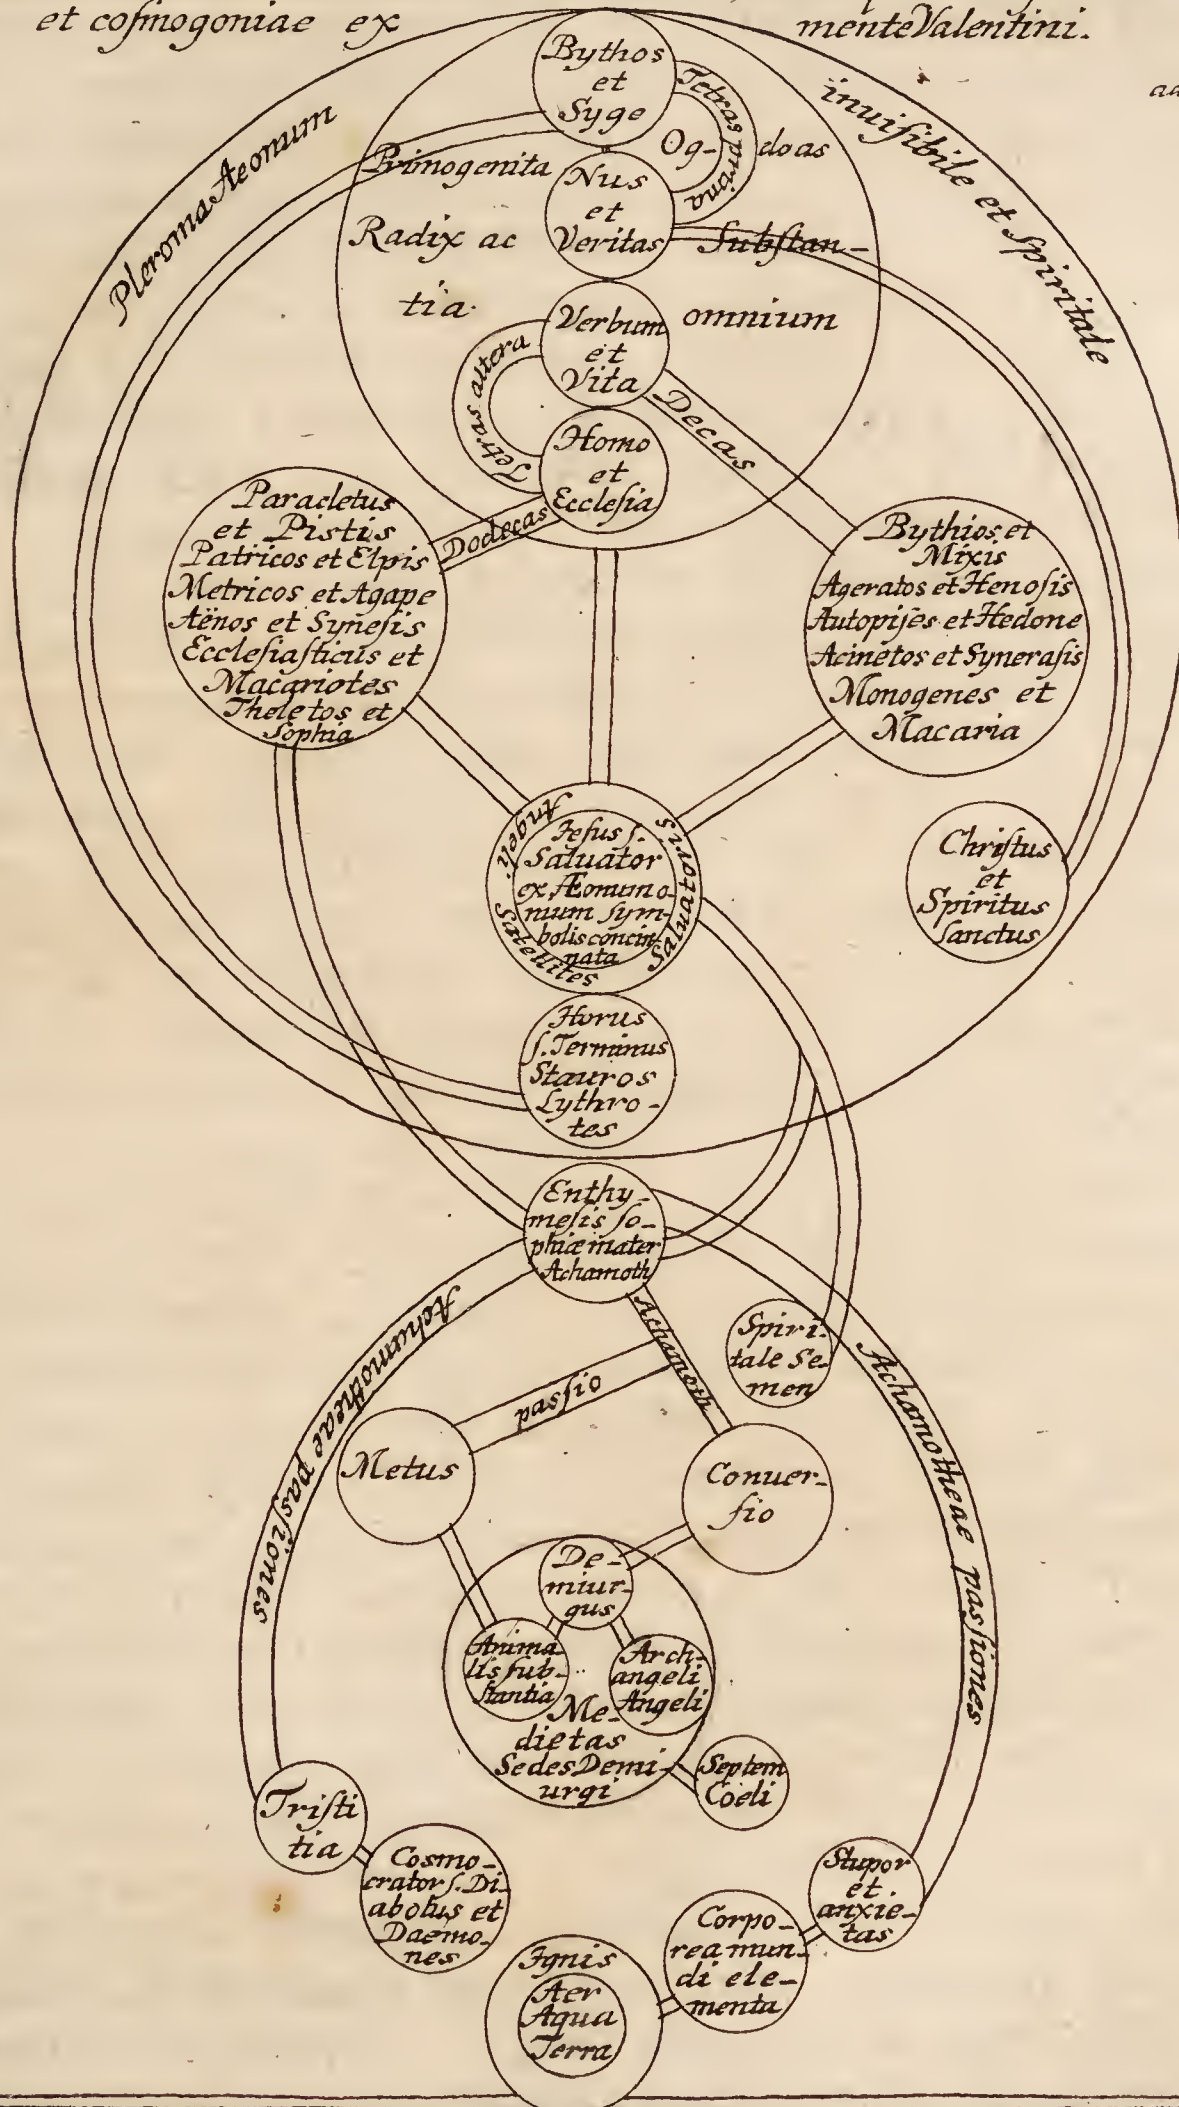 et coſmogoniae ex
mente Valentini.
Pleroma Aeonum
inuiſibile et Spiritale
Bythos
et
Syge
Tetras prima
Og- doas
Primogenita
Nus
et
Veritas
Radix ac
Subſtan-
tia
omnium
Verbum
et
Vita
Tetras altera
Decas
Homo
et
Eccleſia
Dodecas
Paracletus
et Pistis
Patricos et Elpis
Metricos et Agape
Aënos et Syneſis
Eccleſiaſticus et
Macariotes
Theletos et
Sophia
Bythios et
Mixis
Ageratos et Henoſis
Autopijes et Hedone
Acinetos et Syneraſis
Monogenes et
Macaria
Angeli.
Satellites
Saluatoris
Jeſus ſ.
Saluator
ex Æonum o-
mium ſym-
bolis concin-
nata
Chriſtus
et
Spiritus
ſanctus
Horus
ſ. Terminus
Stauros
Lythro-
tes
Enthy-
meſis ſo-
phiæ mater
Achamoth
Achamotheae paſſiones
Achamoth
paſſio
Spiri-
tale Se-
men
Achamotheae paſſiones
Metus
Conuer-
ſio
De-
miur-
gus
Anima
lis ſub-
ſtantia
Arch-
angeli
Angeli
Me-
dietas
Sedes Demi-
urgi
Septem
Coeli
Triſti
tia
Cosmo-
crator ſ. Di-
abolus et
Daemo-
nes
Stupor
et
anxie-
tas
Corpo-
rea mun-
di ele-
menta
Ignis
Aer
Aqua
Terra